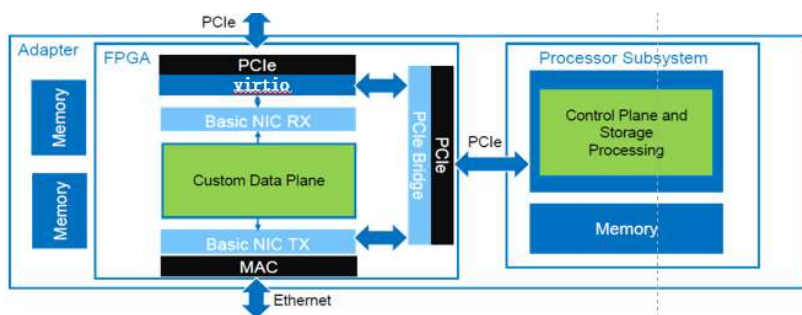 PCIe
Adapter
FPGA
PCIe
virtio
Basic NIC RX
Custom Data Plane
Basic NIC TX
MAC
Ethernet
Memory
Memory
PCIe Bridge
PCIe
PCIe
Processor Subsystem
Control Plane and
Storage
Processing
Memory